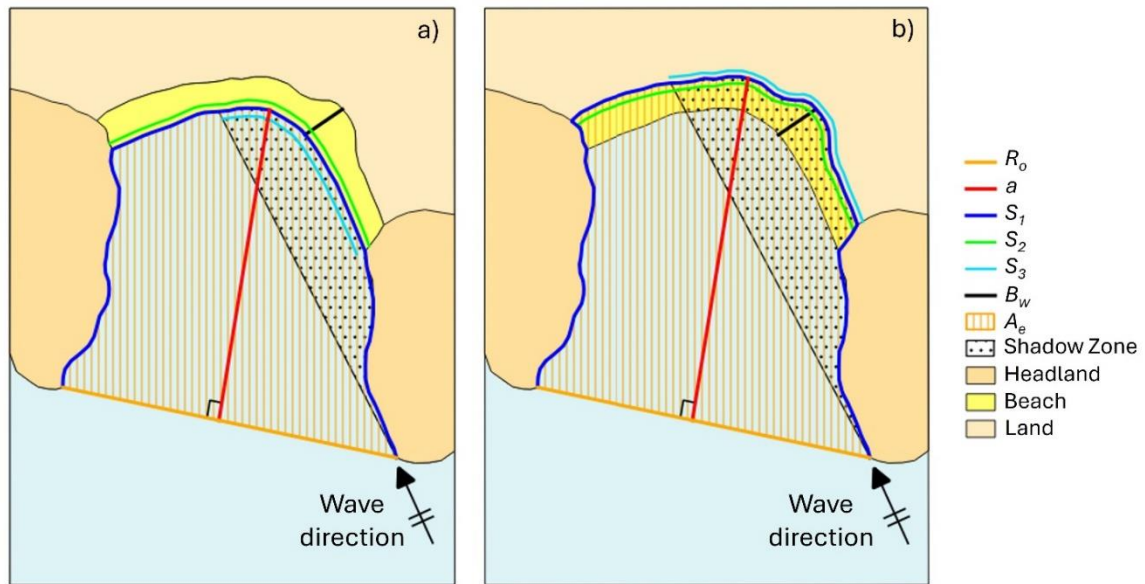 a)
Wave
direction
b)
Wave
direction
Ro
a
S1
S2
S3
Bw
Ae
Shadow Zone
Headland
Beach
Land